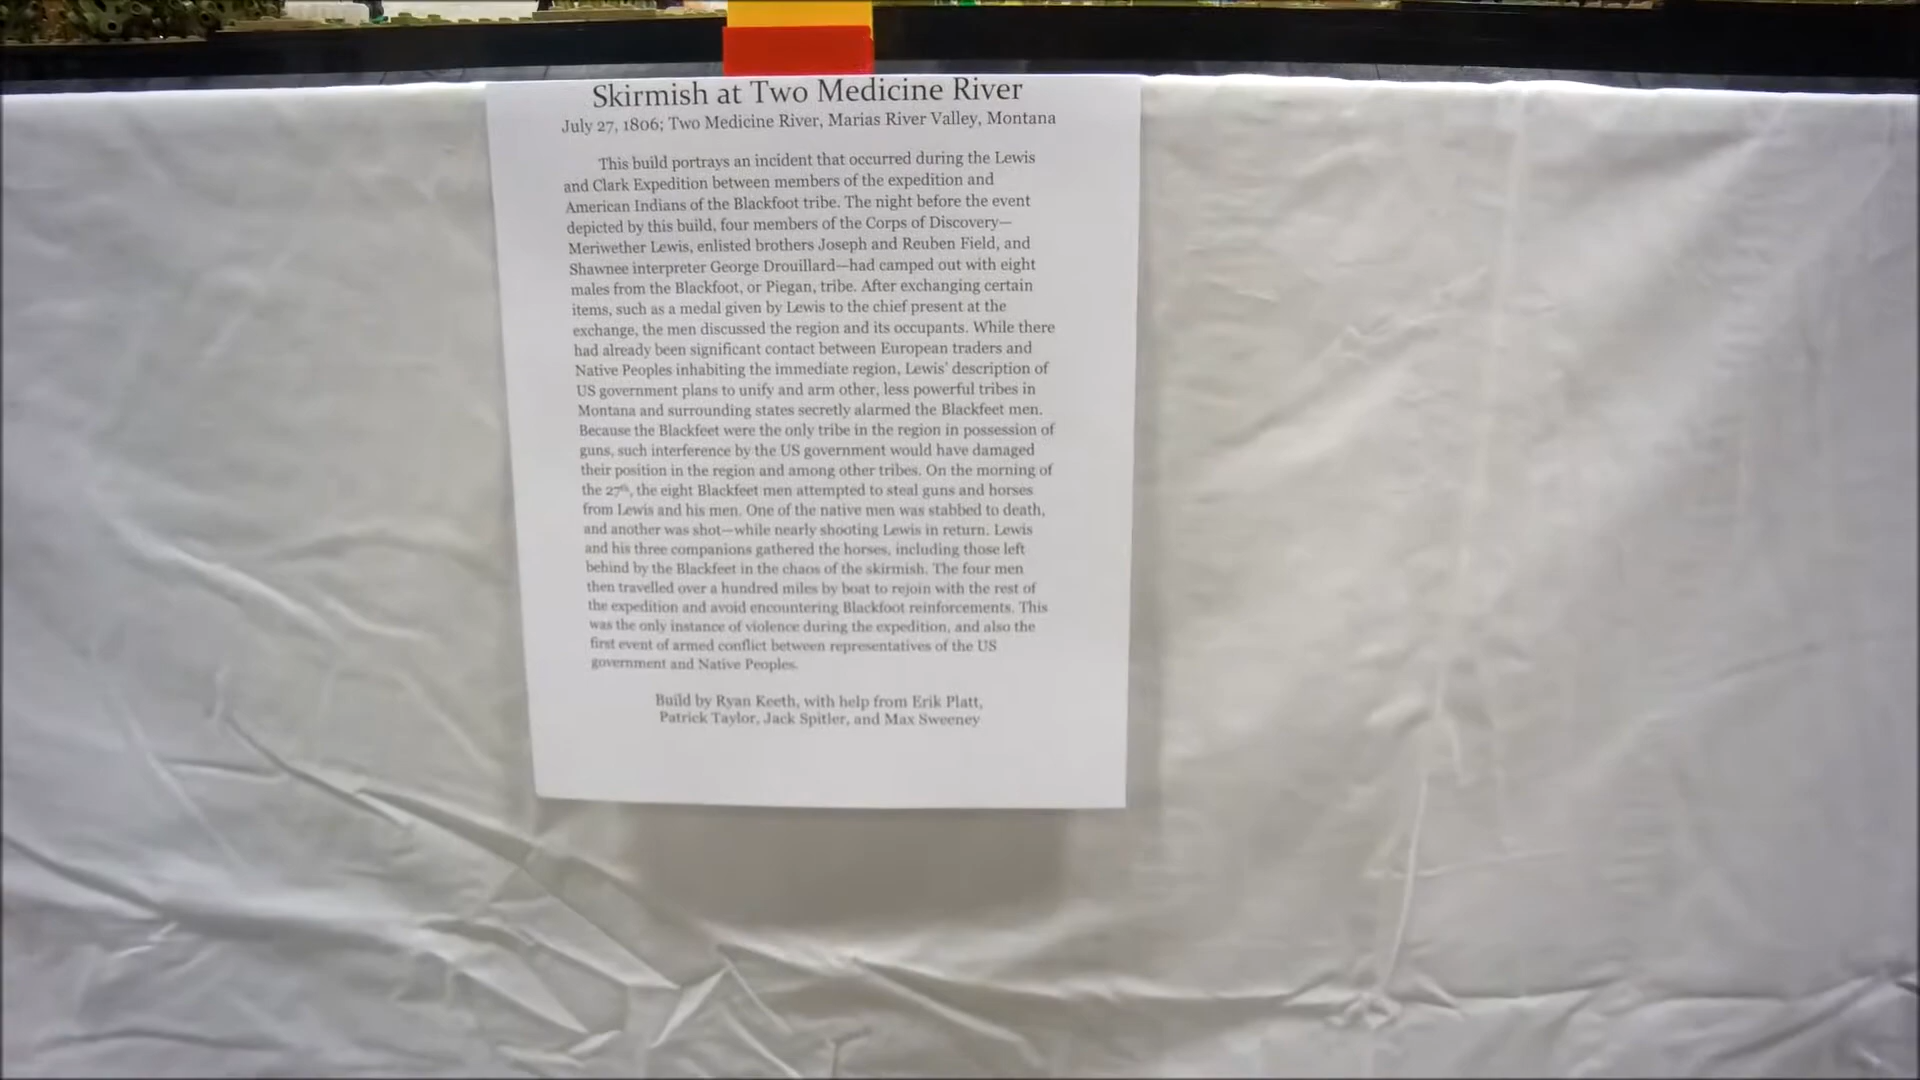 Skirmish at Two Medicine River
July 27, 1806; Two Medicine River, Marias River Valley, Montana
This build portrays an incident that occurred during the Lewis
and Clark Expedition between members of the expedition and
American Indians of the Blackfoot tribe. The night before the event
depicted by this build, four members of the Corps of Discovery—
Meriwether Lewis, enlisted brothers Joseph and Reuben Field, and
Shawnee interpreter George Drouillard—had camped out with eight
males from the Blackfoot, or Piegan, tribe. After exchanging certain
items, such as a medal given by Lewis to the chief present at the
exchange, the men discussed the region and its occupants. While there
had already been significant contact between European traders and
Native Peoples inhabiting the immediate region, Lewis' description of
US government plans to unify and arm other, less powerful tribes in
Montana and surrounding states secretly alarmed the Blackfeet men.
Because the Blackfeet were the only tribe in the region in possession of
guns, such interference by the US government would have damaged
their position in the region and among other tribes. On the morning of
the 27th, the eight Blackfeet men attempted to steal guns and horses
from Lewis and his men. One of the native men was stabbed to death,
and another was shot—while nearly shooting Lewis in return. Lewis
and his three companions gathered the horses, including those left
behind by the Blackfeet in the chaos of the skirmish. The four men
then travelled over a hundred miles by boat to rejoin with the rest of
the expedition and avoid encountering Blackfoot reinforcements. This
was the only instance of violence during the expedition, and also the
first event of armed conflict between representatives of the US
government and Native Peoples.
Build by Ryan Keeth, with help from Erik Platt,
Patrick Taylor, Jack Spitler, and Max Sweeney